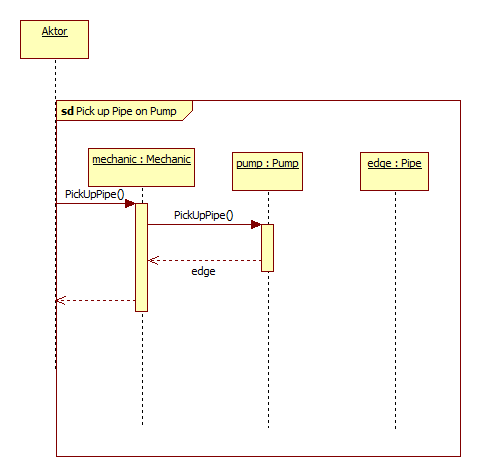 Aktor
sd Pick up Pipe on Pump
mechanic : Mechanic
pump : Pump
edge : Pipe
PickUpPipe()
PickUpPipe()
edge